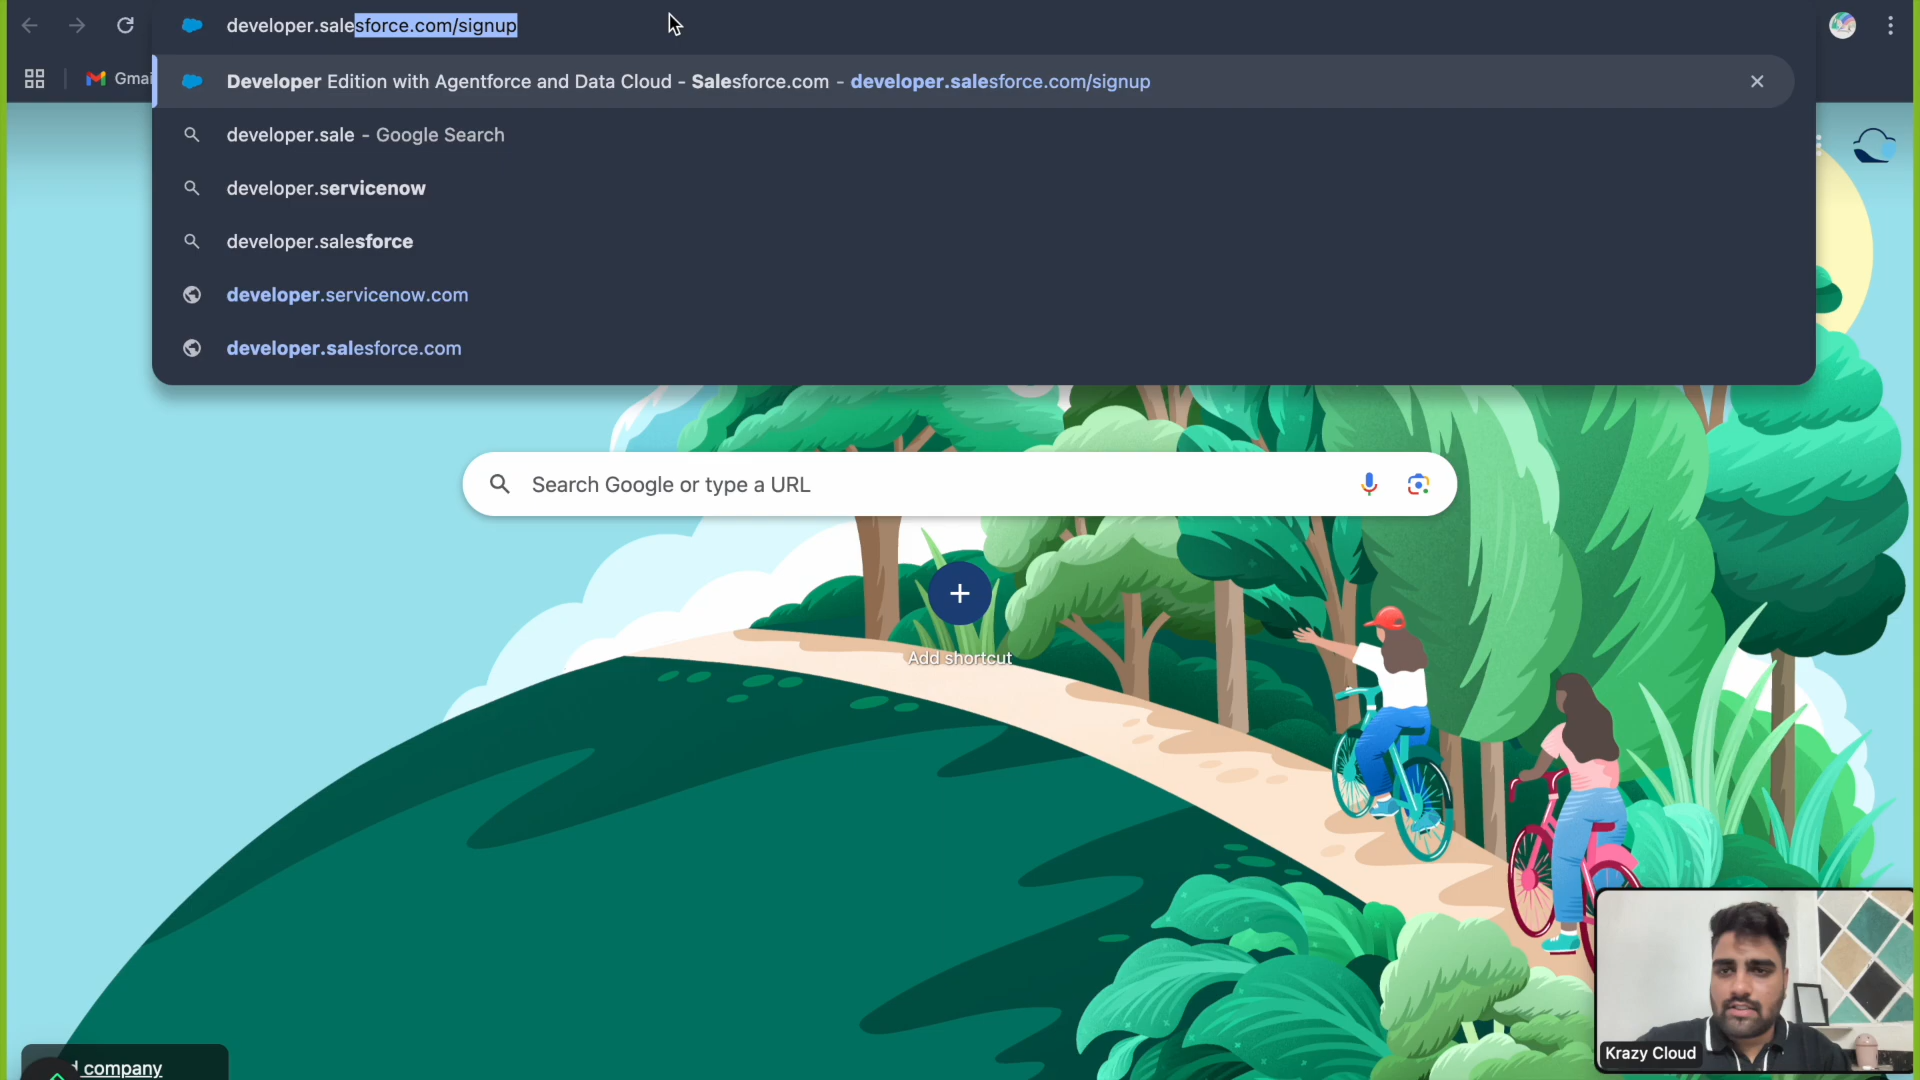 developer.salesforce.com/signup
Gmai
Developer Edition with Agentforce and Data Cloud - Salesforce.com - developer.salesforce.com/signup
developer.sale - Google Search
developer.servicenow
developer.salesforce
developer.servicenow.com
developer.salesforce.com
Search Google or type a URL
Add shortcut
company
Krazy Cloud